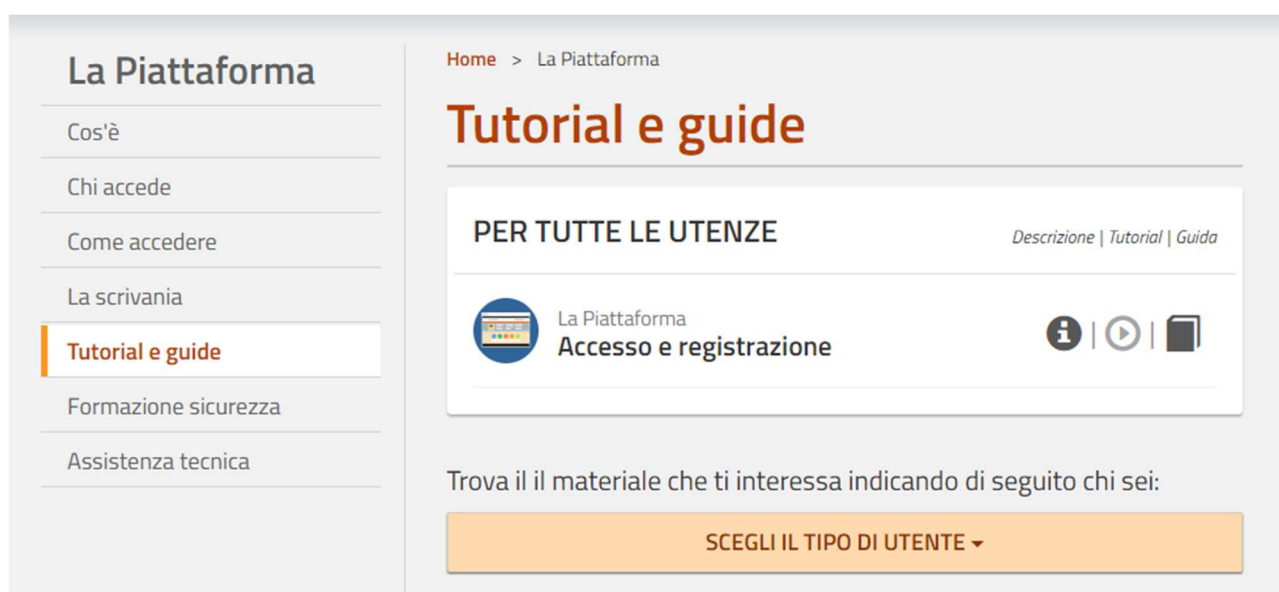 La Piattaforma
Cos'è
Chi accede
Come accedere
La scrivania
Tutorial e guide
Formazione sicurezza
Assistenza tecnica
Home > La Piattaforma
Tutorial e guide
PER TUTTE LE UTENZE
Descrizione | Tutorial | Guida
La Piattaforma
Accesso e registrazione
Trova il il materiale che ti interessa indicando di seguito chi sei:
SCEGLI IL TIPO DI UTENTE